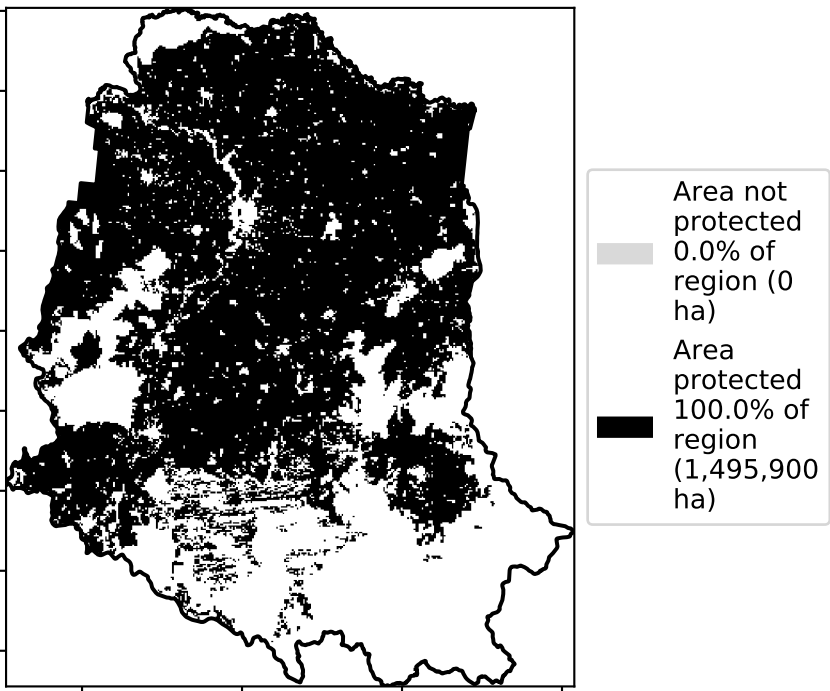 Area not
protected
0.0% of
region (0
ha)
Area
protected
100.0% of
region
(1,495,900
ha)